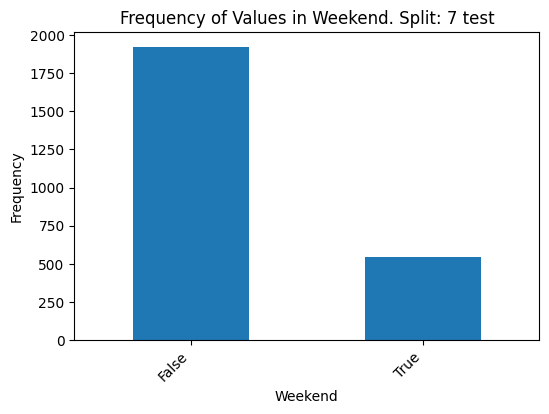 Frequency of Values in Weekend. Split: 7 test
2000
1750
1500
1250
1000
750
500
250
0
Frequency
False
True
Weekend